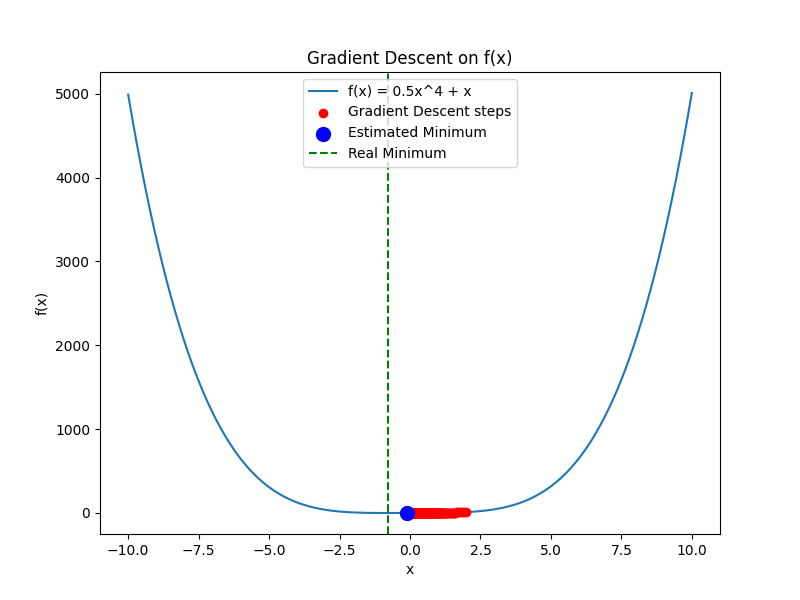 Gradient Descent on f(x)
f(x) = 0.5x^4 + x
Gradient Descent steps
Estimated Minimum
Real Minimum
5000
4000
3000
2000
1000
0
f(x)
−10.0 −7.5 −5.0 −2.5 0.0 2.5 5.0 7.5 10.0
x